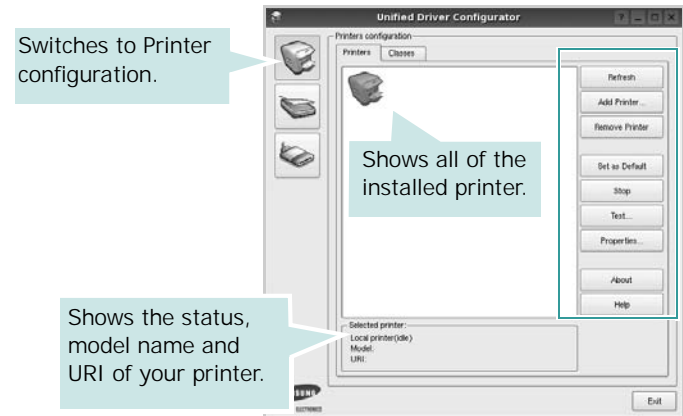 Unified Driver Configurator
Switches to Printer
configuration.
Printers configuration
Printers
Classes
Refresh
Add Printer...
Remove Printer
Set as Default
Stop
Test...
Properties...
About
Help
Shows all of the
installed printer.
Shows the status,
model name and
URI of your printer.
Selected printer:
Local printer(idle)
Model:
URI:
ELECTRONICS
Exit